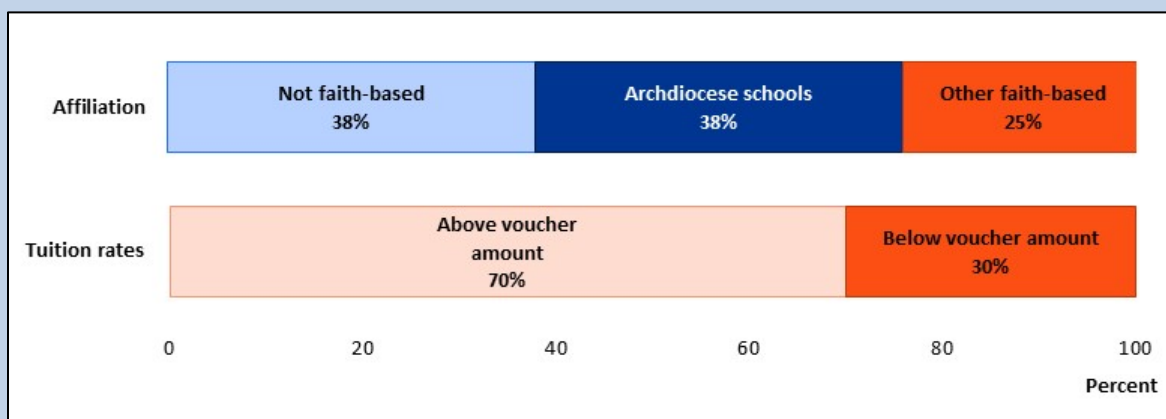 Affiliation
Not faith-based
38%
Archdiocese schools
38%
Other faith-based
25%
Tuition rates
Above voucher
amount
70%
Below voucher amount
30%
0 20 40 60 80 100
Percent